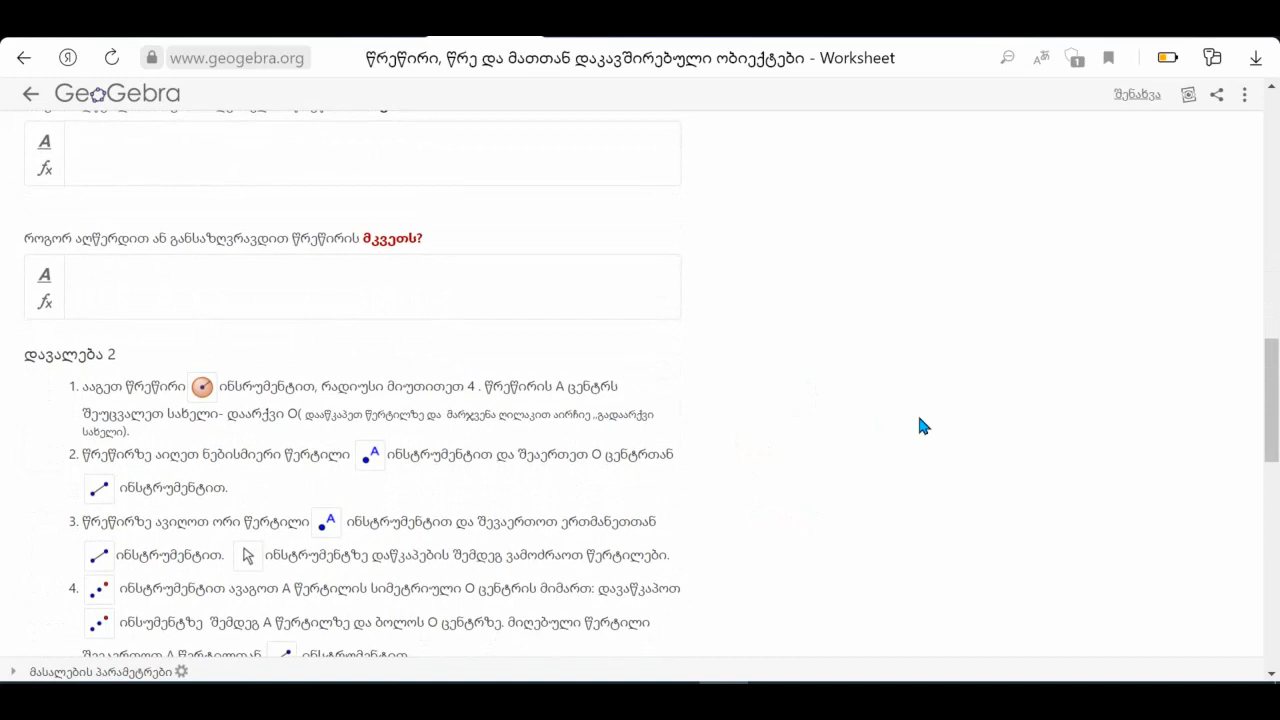 www.geogebra.org
წრეწირი, წრე და მათთან დაკავშირებული ობიექტები - Worksheet
1
GeoGebra
შენახვა
A
fx
როგორ აღწერდით ან განსაზღვრავდით წრეწირის მკვეთს?
A
fx
დავალება 2
1. ააგეთ წრეწირი ინსრუმენტით, რადიუსი მიუთითეთ 4 . წრეწირის A ცენტრს
შეუცვალეთ სახელი- დაარქვი O( დააწკაპეთ წერტილზე და მარჯვენა ღილაკით აირჩიე ,,გადაარქვი
სახელი).
2. წრეწირზე აიღეთ ნებისმიერი წერტილი A ინსტრუმენტით და შეაერთეთ O ცენტრთან
ინსტრუმენტით.
3. წრეწირზე ავიღოთ ორი წერტილი A ინსტრუმენტით და შევაერთოთ ერთმანეთთან
ინსტრუმენტით. ინსტრუმენტზე დაწკაპების შემდეგ ვამოძრაოთ წერტილები.
4. ინსტრუმენტით ავაგოთ A წერტილის სიმეტრიული O ცენტრის მიმართ: დავაწკაპოთ
ინსუმენტზე შემდეგ A წერტილზე და ბოლოს O ცენტრზე. მიღებული წერტილი
შევაერთოთ A წერტილთან ინსტრუმენტით
მასალების პარამეტრები